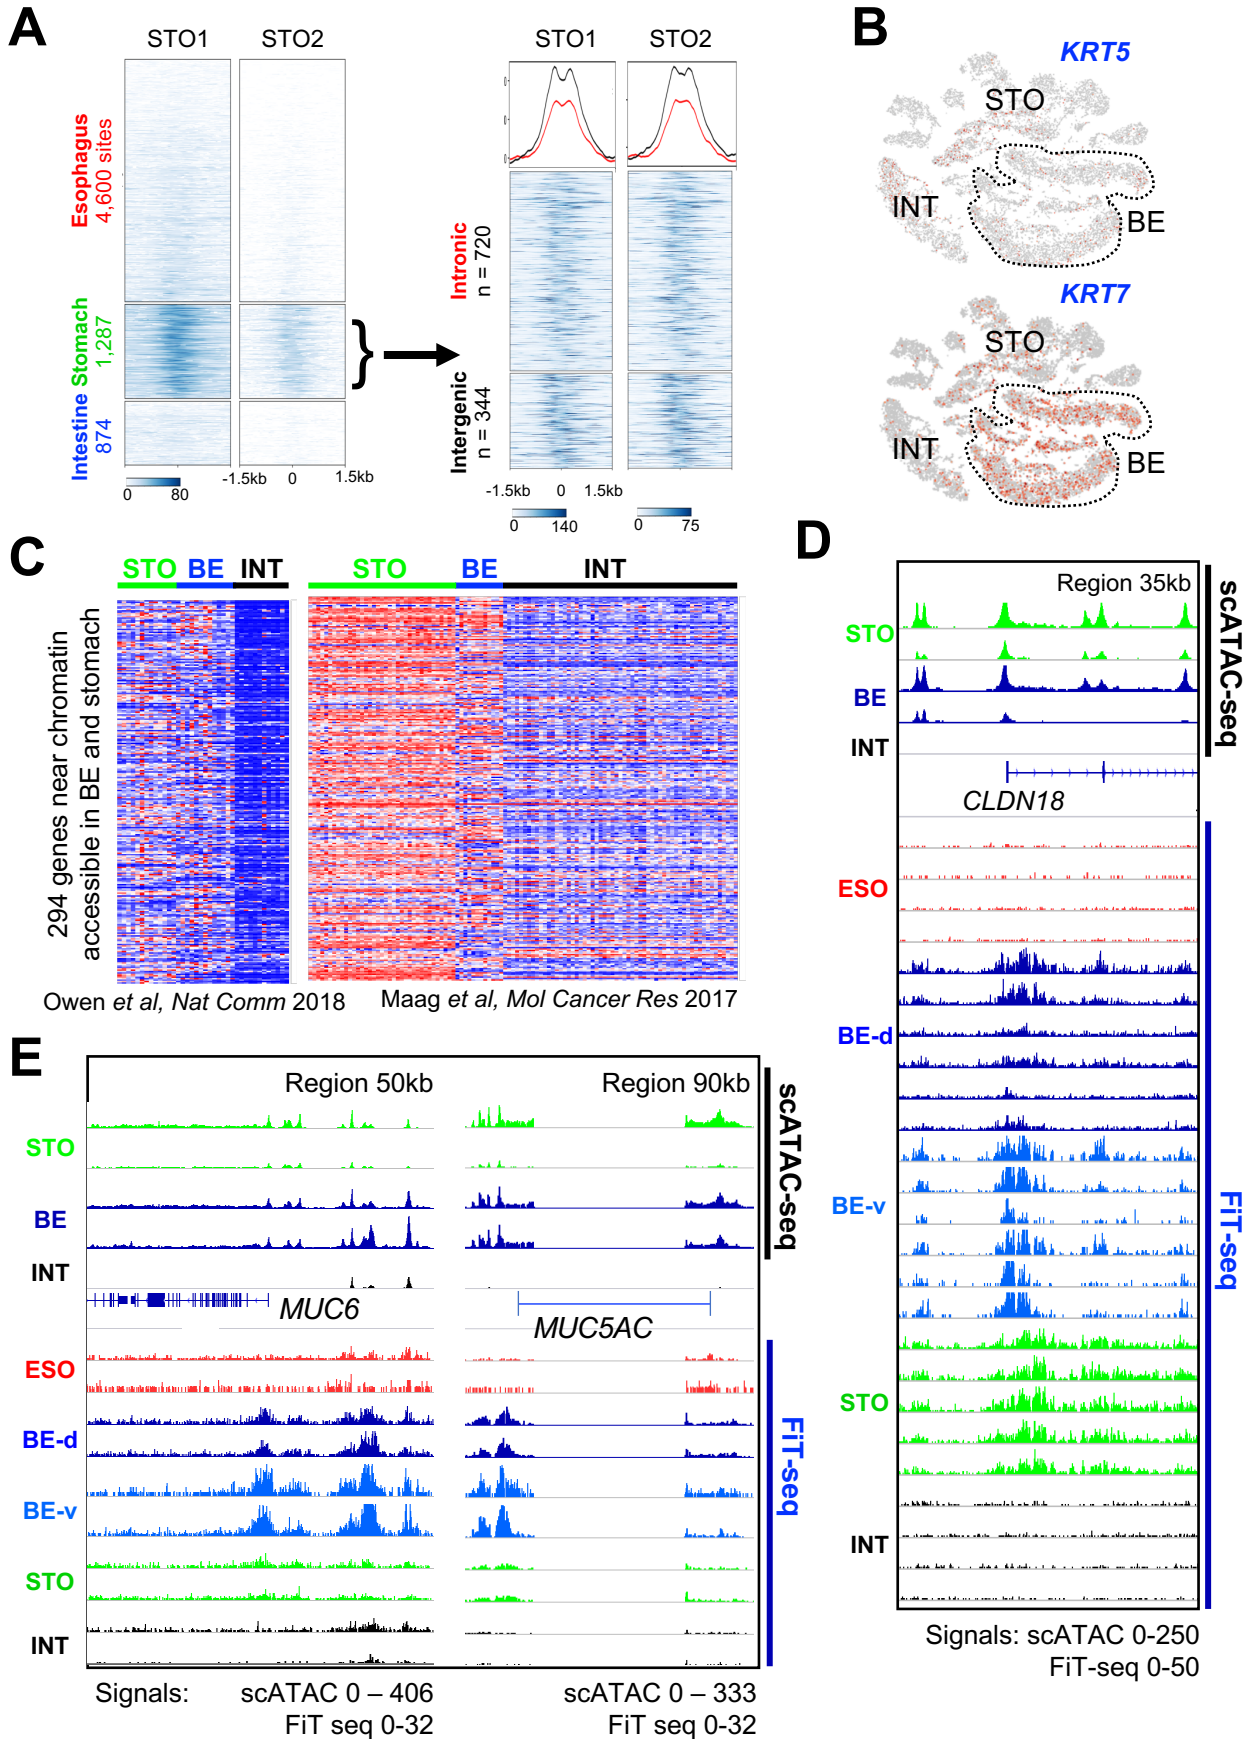 A
STO1 STO2
STO1 STO2
Esophagus
4,600 sites
Stomach
1,287
Intestine
874
0 80
-1.5kb 0 1.5kb
Intronic
n = 720
Intergenic
n = 344
-1.5kb 0 1.5kb
0 140
0 75
B
KRT5
STO
INT
BE
KRT7
STO
INT
BE
C
STO BE INT
STO BE INT
294 genes near chromatin
accessible in BE and stomach
Owen et al, Nat Comm 2018
Maag et al, Mol Cancer Res 2017
D
Region 35kb
scATAC-seq
STO
BE
INT
CLDN18
ESO
BE-d
BE-v
STO
INT
FiT-seq
Signals: scATAC 0-250
FiT-seq 0-50
E
Region 50kb
Region 90kb
scATAC-seq
STO
BE
INT
MUC6
MUC5AC
ESO
BE-d
BE-v
STO
INT
FiT-seq
Signals: scATAC 0 – 406
FiT seq 0-32
scATAC 0 – 333
FiT seq 0-32